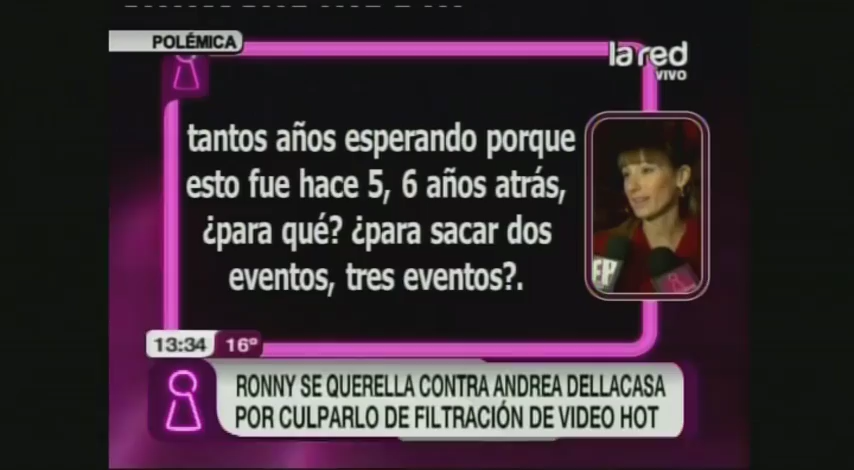 POLÉMICA
la red
VIVO
tantos años esperando porque
esto fue hace 5, 6 años atrás,
¿para qué? ¿para sacar dos
eventos, tres eventos?.
13:34 16º
RONNY SE QUERELLA CONTRA ANDREA DELLACASA
POR CULPARLO DE FILTRACIÓN DE VIDEO HOT